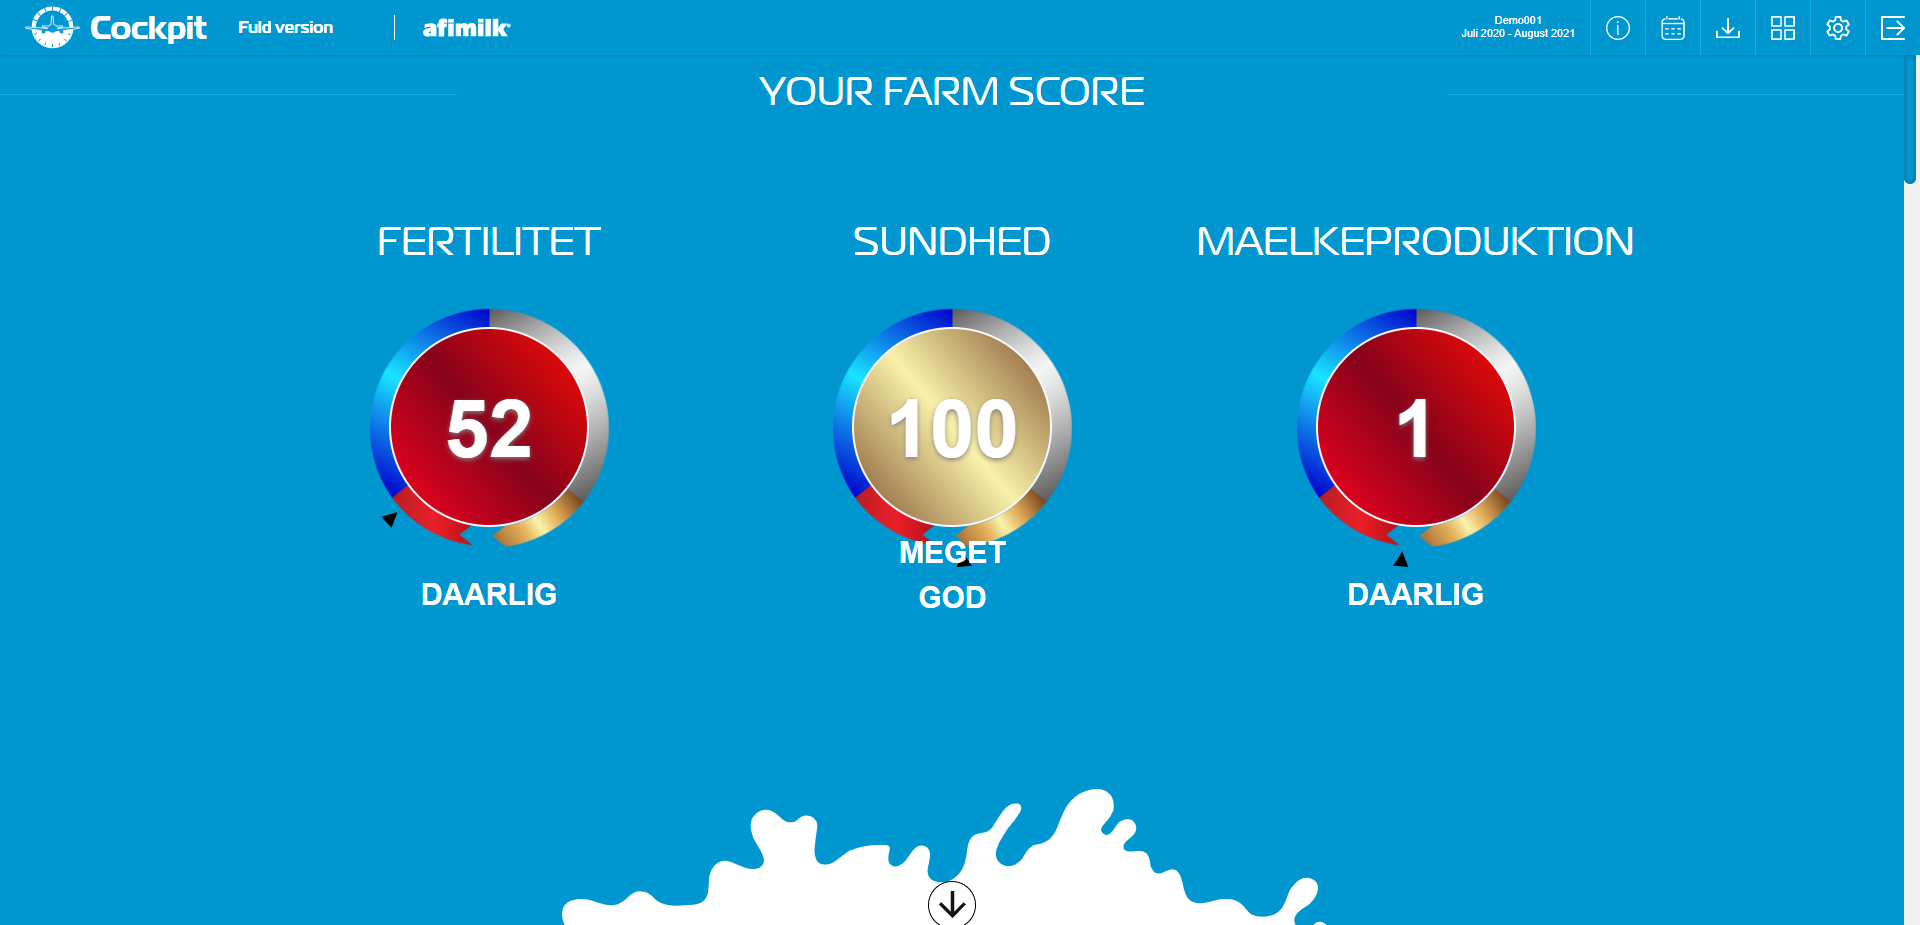 Cockpit
Fuld version
afimilk
Demo001
Juli 2020 - August 2021
YOUR FARM SCORE
FERTILITET
SUNDHED
MAELKEPRODUKTION
52
100
1
DAARLIG
MEGET
GOD
DAARLIG